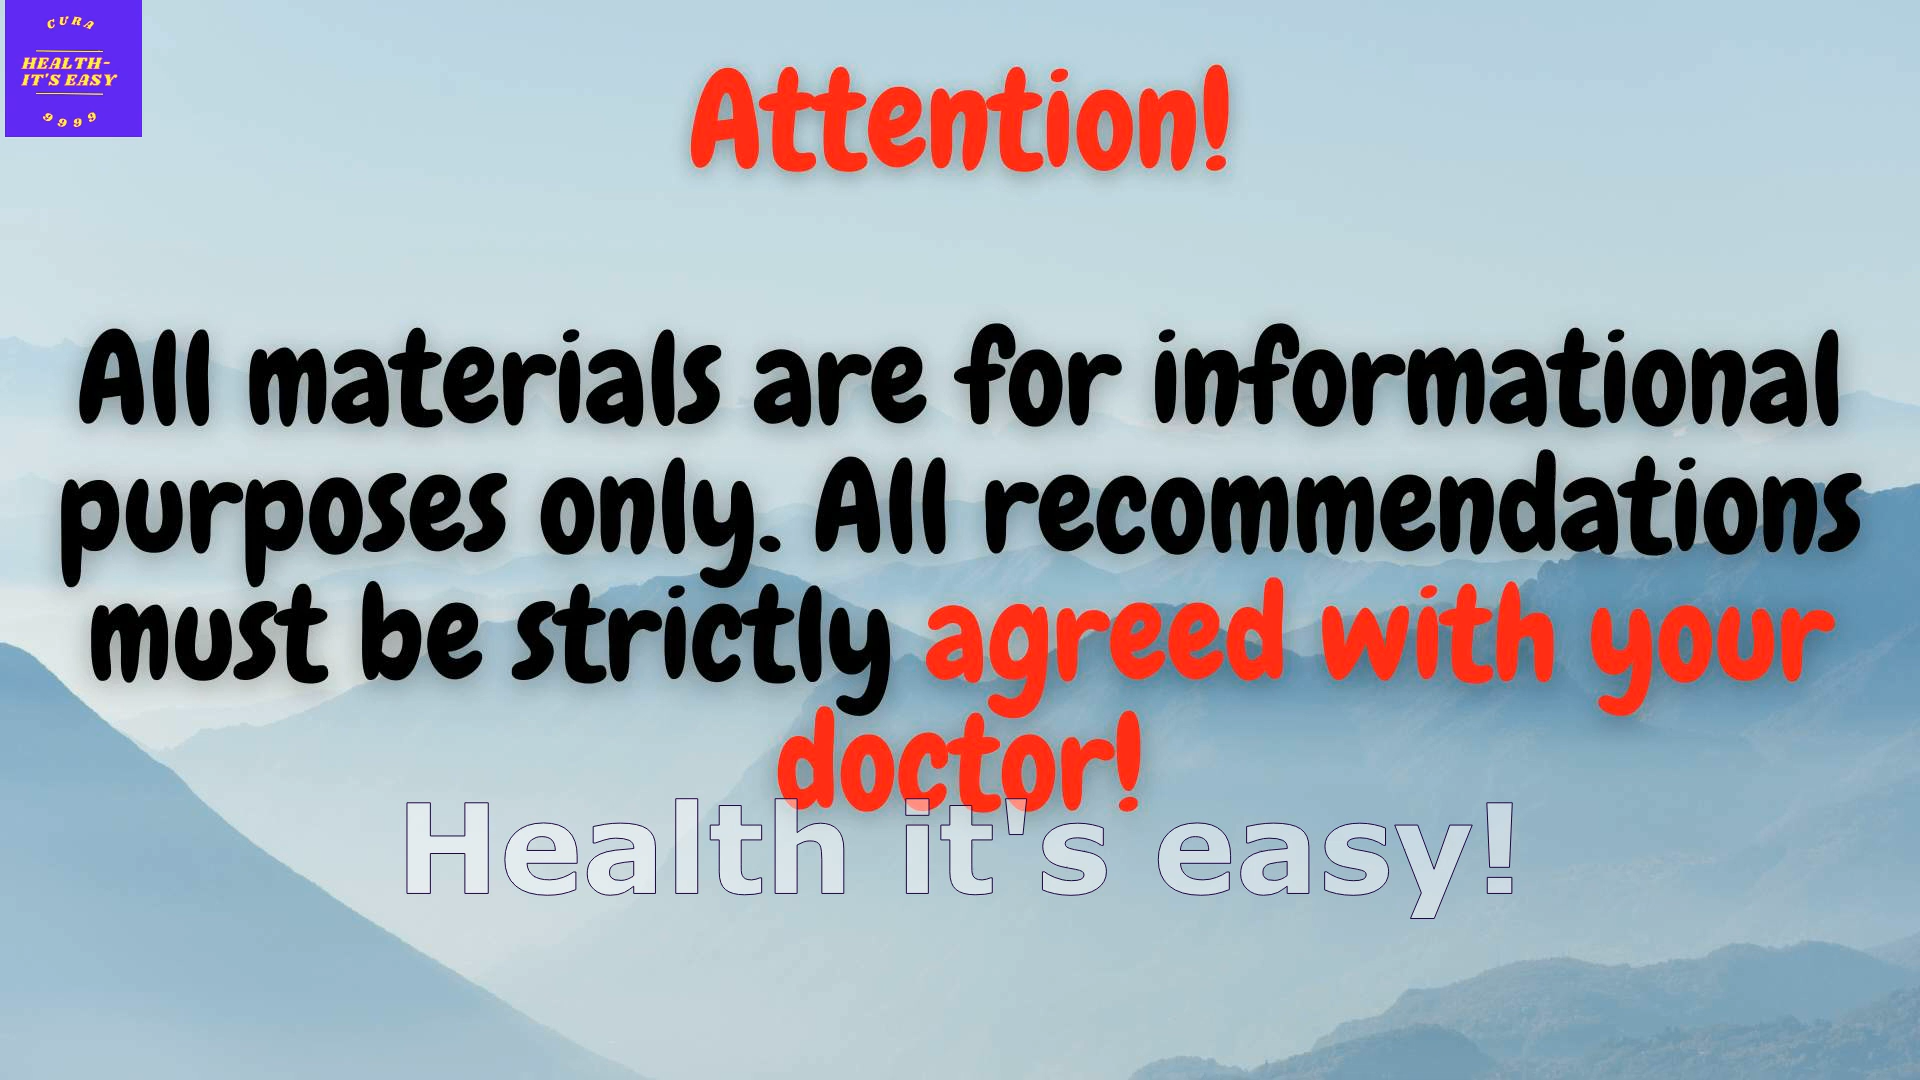 CURA
HEALTH-
IT'S EASY
9999
Attention!
All materials are for informational
purposes only. All recommendations
must be strictly agreed with your
doctor!
Health it's easy!